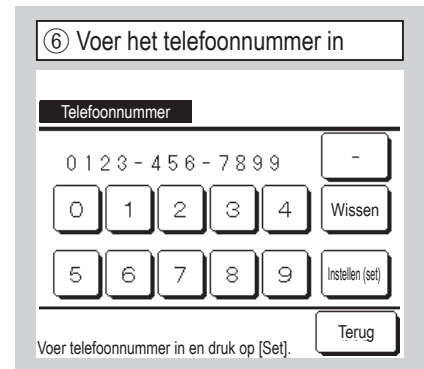 ⑥ Voer het telefoonnummer in
Telefoonnummer
0123-456-7899
-
0 1 2 3 4 Wissen
5 6 7 8 9 Instellen (set)
Terug
Voer telefoonnummer in en druk op [Set].